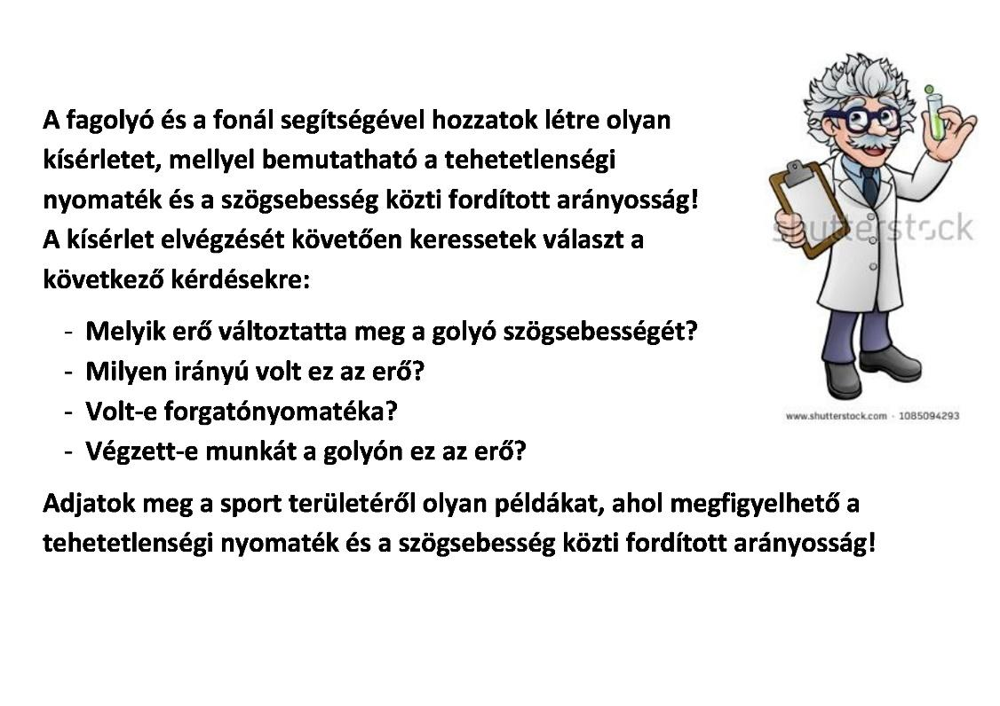 A fagolyó és a fonál segítségével hozzatok létre olyan
kísérletet, mellyel bemutatható a tehetetlenségi
nyomaték és a szögsebesség közti fordított arányosság!
A kísérlet elvégzését követően keressetek választ a
következő kérdésekre:
- Melyik erő változtatta meg a golyó szögsebességét?
- Milyen irányú volt ez az erő?
- Volt-e forgatónyomatéka?
- Végzett-e munkát a golyón ez az erő?
Adjatok meg a sport területéről olyan példákat, ahol megfigyelhető a
tehetetlenségi nyomaték és a szögsebesség közti fordított arányosság!
shutterstock
www.shutterstock.com · 1085094293